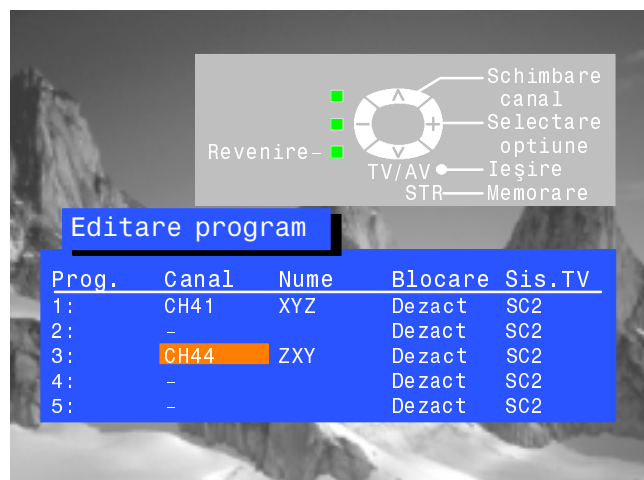 Schimbare
canal
Selectare
optiune
Revenire-
TV/AV Ieşire
STR Memorare
Editare program
Prog. Canal Nume Blocare Sis.TV
1: CH41 XYZ Dezact SC2
2: - Dezact SC2
3: CH44 ZXY Dezact SC2
4: - Dezact SC2
5: - Dezact SC2